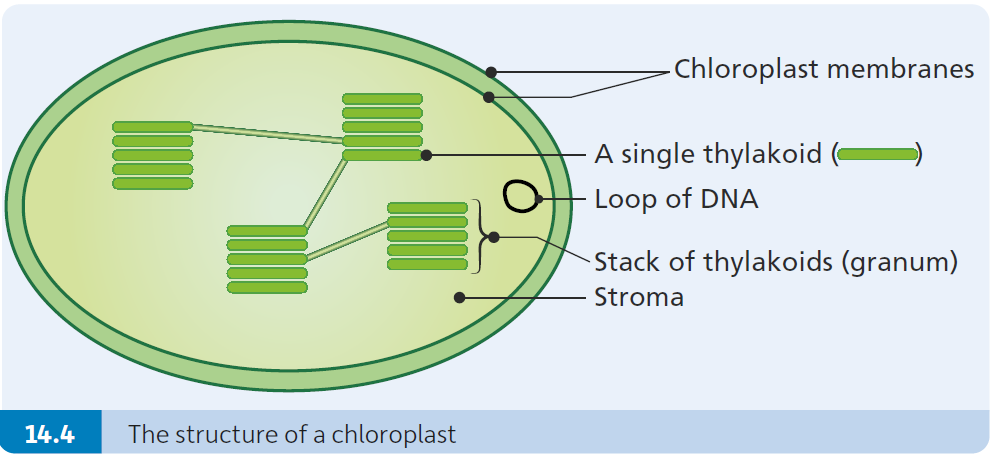 Chloroplast membranes
A single thylakoid ( )
Loop of DNA
Stack of thylakoids (granum)
Stroma
14.4 The structure of a chloroplast